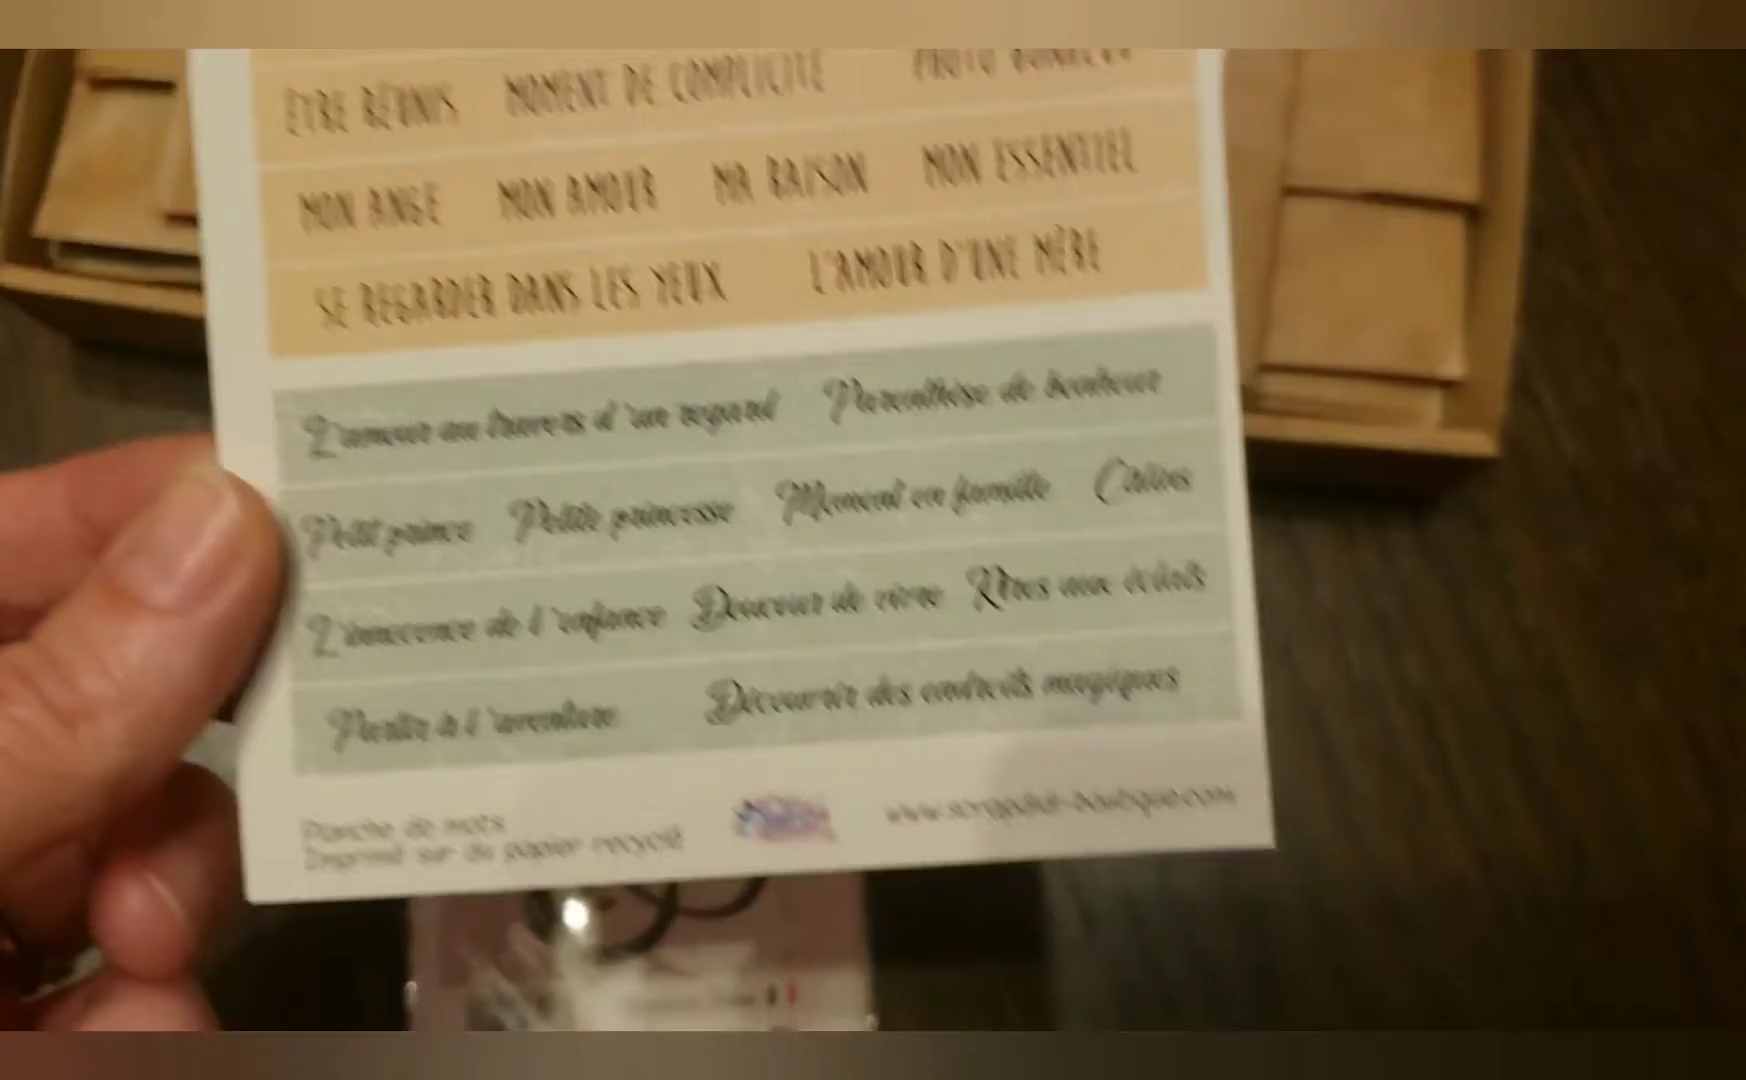 ÊTRE RÉUNIS MOMENT DE COMPLICITÉ PHOTO BONHEUR
MON ANGE MON AMOUR MA RAISON MON ESSENTIEL
SE REGARDER DANS LES YEUX L'AMOUR D'UNE MÈRE
L'amour au travers d'un regard Parenthèse de bonheur
Petit prince Petite princesse Moment en famille Câlins
L'innocence de l'enfance Douceur de vivre Rires aux éclats
Partir à l'aventure Découvrir des endroits magiques
Planche de mots
Imprimé sur du papier recyclé